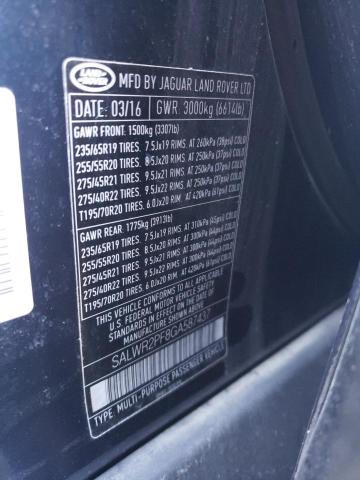 LAND ROVER
MFD BY JAGUAR LAND ROVER LTD
DATE: 03/16 GWR. 3000kg (6614lb)
GAWR FRONT. 1500kg (3307lb)
235/65R19 TIRES. 7.5Jx19 RIMS. AT 260kPa (38psi) COLD
255/55R20 TIRES. 8.5Jx20 RIMS. AT 250kPa (37psi) COLD
275/45R21 TIRES. 9.5Jx21 RIMS. AT 250kPa (37psi) COLD
275/40R22 TIRES. 9.5Jx22 RIMS. AT 250kPa (37psi) COLD
T195/70R20 TIRES. 6.0Jx20 RIM. AT 420kPa (61psi) COLD
GAWR REAR. 1775kg (3913lb)
235/65R19 TIRES. 7.5Jx19 RIMS. AT 310kPa (45psi) COLD
255/55R20 TIRES. 8.5Jx20 RIMS. AT 300kPa (44psi) COLD
275/45R21 TIRES. 9.5Jx21 RIMS. AT 300kPa (44psi) COLD
275/40R22 TIRES. 9.5Jx22 RIMS. AT 300kPa (44psi) COLD
T195/70R20 TIRES. 6.0Jx20 RIM. AT 420kPa (61psi) COLD
THIS VEHICLE CONFORMS TO ALL APPLICABLE
U.S. FEDERAL MOTOR VEHICLE SAFETY
STANDARDS IN EFFECT ON THE DATE OF
MANUFACTURE SHOWN ABOVE
SALWR2PF8GA587437
TYPE: MULTI-PURPOSE PASSENGER VEHICLE